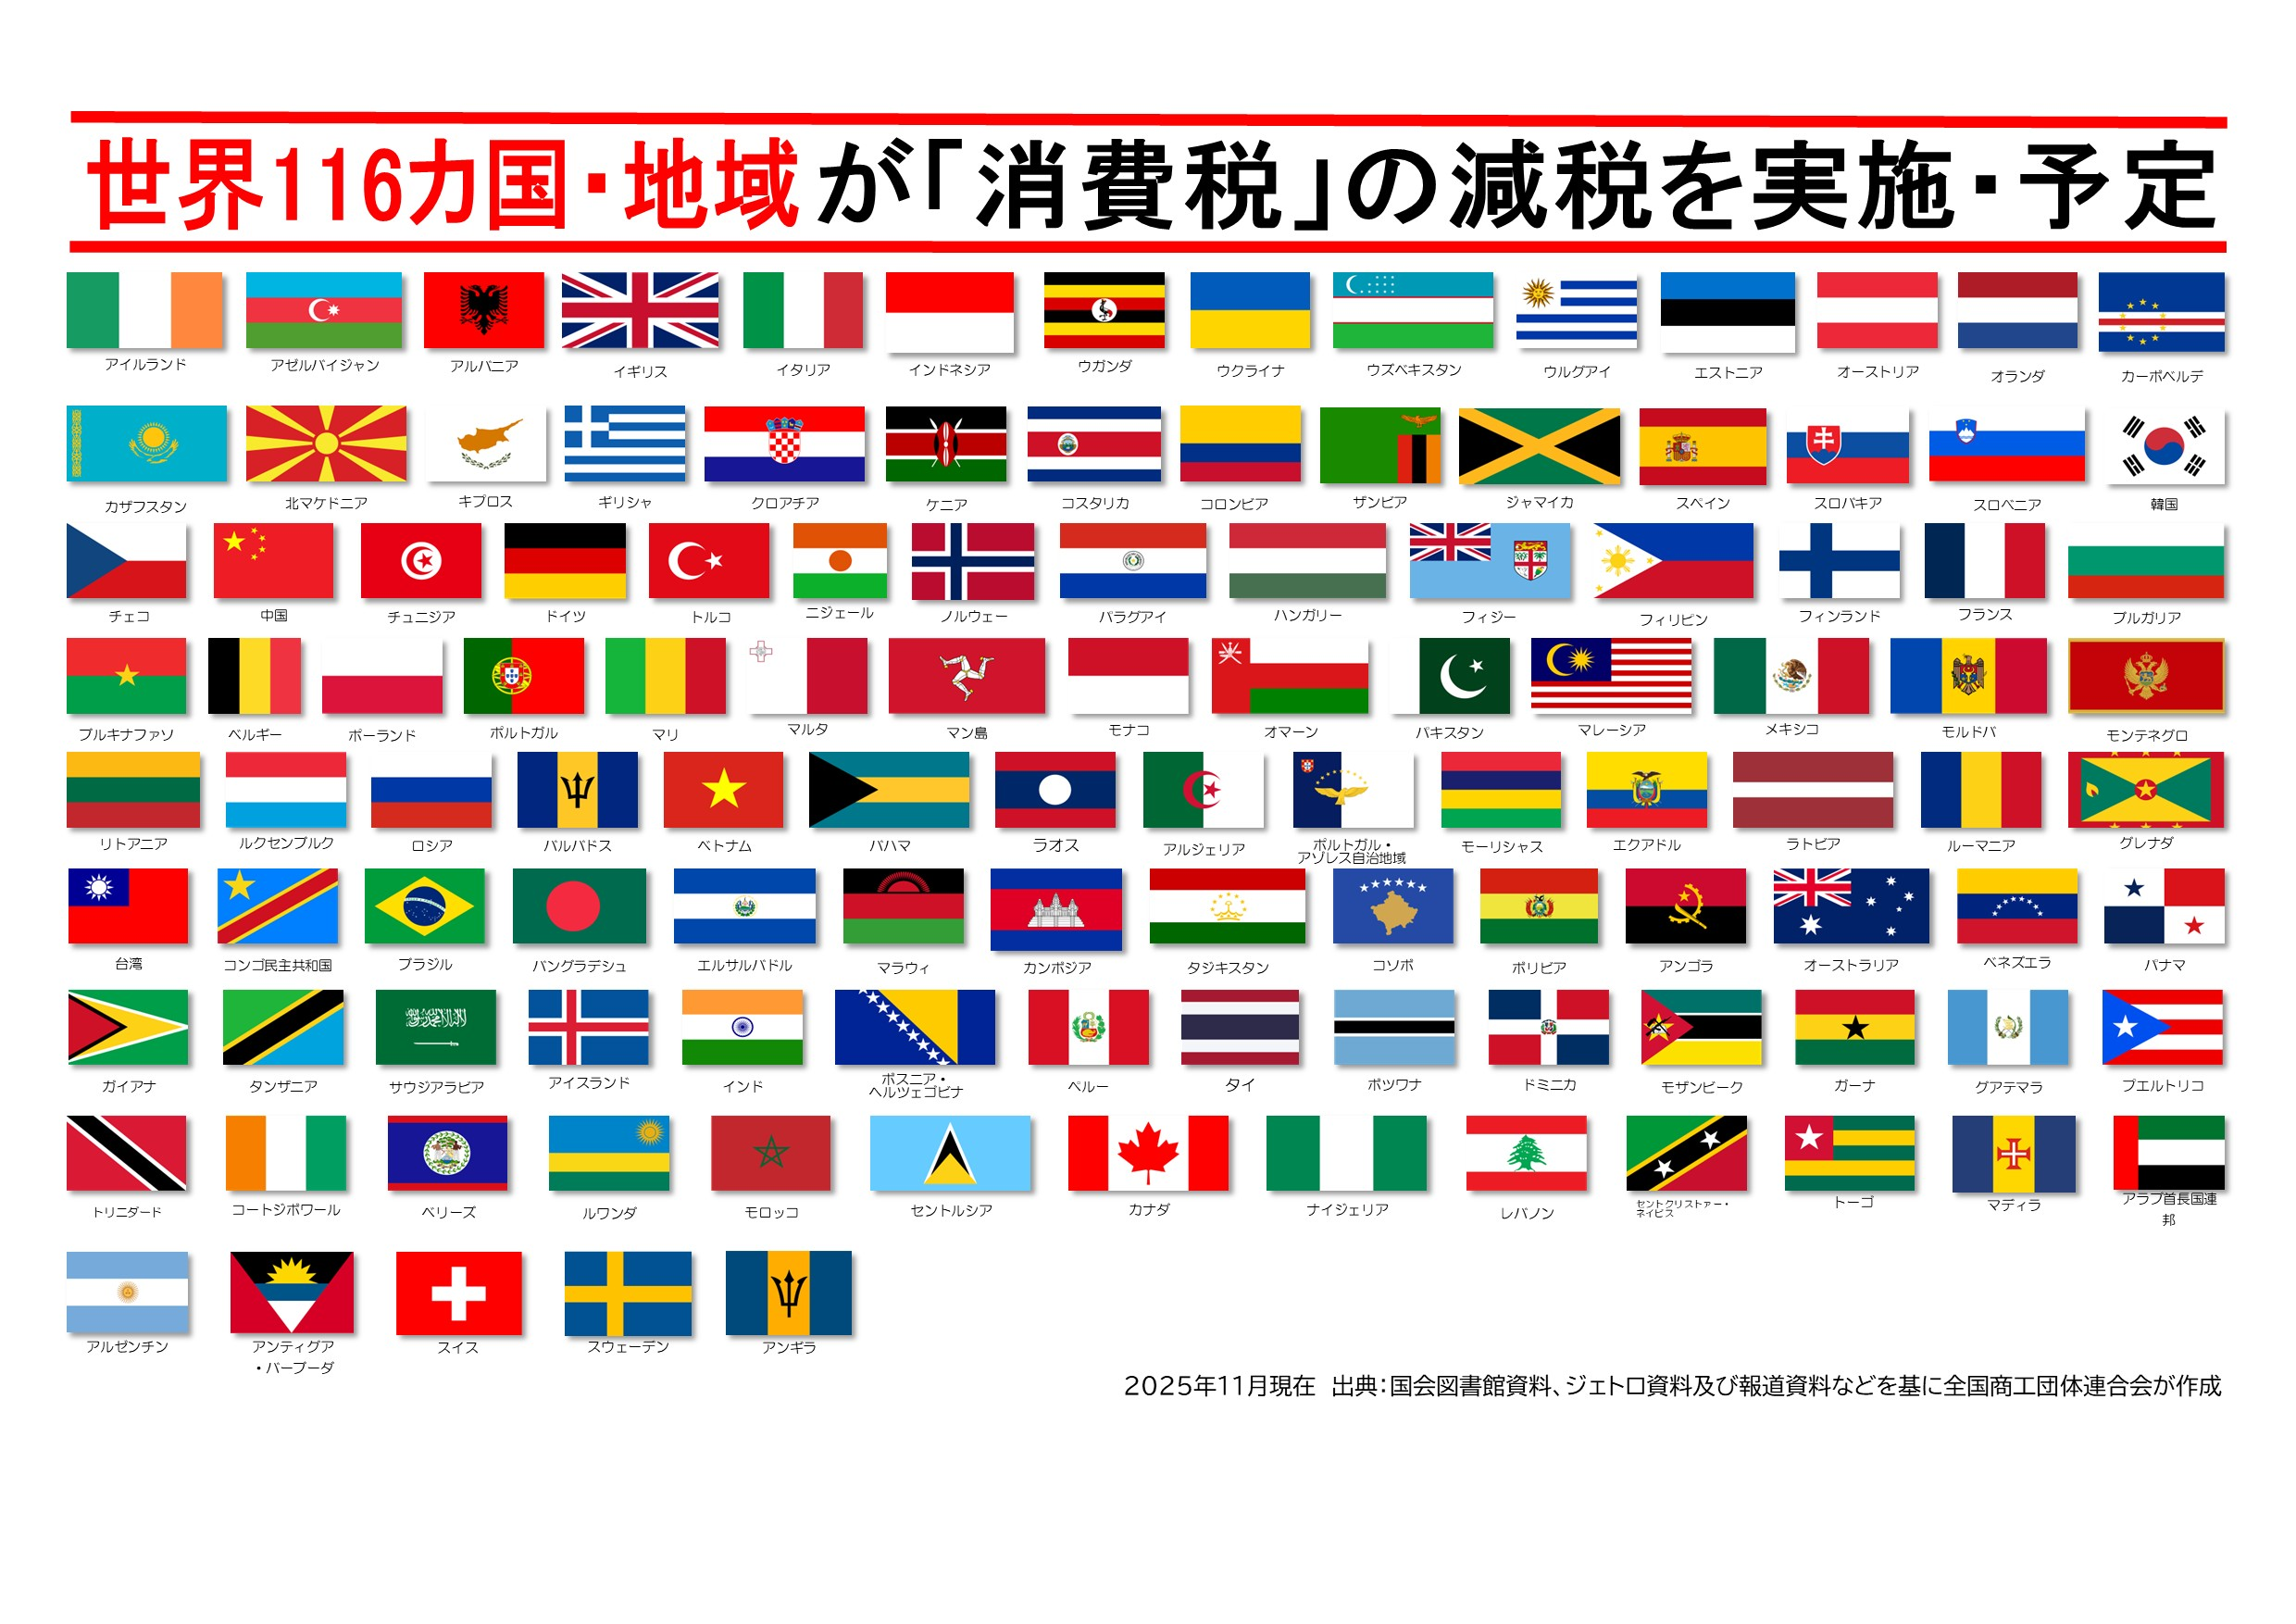 世界116カ国・地域が「消費税」の減税を実施・予定
アイルランド アゼルバイジャン アルバニア イギリス イタリア インドネシア ウガンダ ウクライナ ウズベキスタン ウルグアイ エストニア オーストリア オランダ カーボベルデ
カザフスタン 北マケドニア キプロス ギリシャ クロアチア ケニア コスタリカ コロンビア ザンビア ジャマイカ スペイン スロバキア スロベニア 韓国
チェコ 中国 チュニジア ドイツ トルコ ニジェール ノルウェー パラグアイ ハンガリー フィジー フィリピン フィンランド フランス ブルガリア
ブルキナファソ ベルギー ポーランド ポルトガル マリ マルタ マン島 モナコ オマーン パキスタン マレーシア メキシコ モルドバ モンテネグロ
リトアニア ルクセンブルク ロシア バルバドス ベトナム バハマ ラオス アルジェリア ポルトガル・ モーリシャス エクアドル ラトビア ルーマニア グレナダ
アゾレス自治地域
台湾 コンゴ民主共和国 ブラジル バングラデシュ エルサルバドル マラウィ カンボジア タジキスタン コソボ ボリビア アンゴラ オーストラリア ベネズエラ パナマ
ガイアナ タンザニア サウジアラビア アイスランド インド ボスニア・ ペルー タイ ボツワナ ドミニカ モザンビーク ガーナ グアテマラ プエルトリコ
ヘルツェゴビナ
トリニダード コートジボワール ベリーズ ルワンダ モロッコ セントルシア カナダ ナイジェリア レバノン セントクリストファー・ トーゴ マディラ アラブ首長国連
ネイビス 邦
アルゼンチン アンティグア スイス スウェーデン アンギラ
・バーブーダ
2025年11月現在 出典：国会図書館資料、ジェトロ資料及び報道資料などを基に全国商工団体連合会が作成